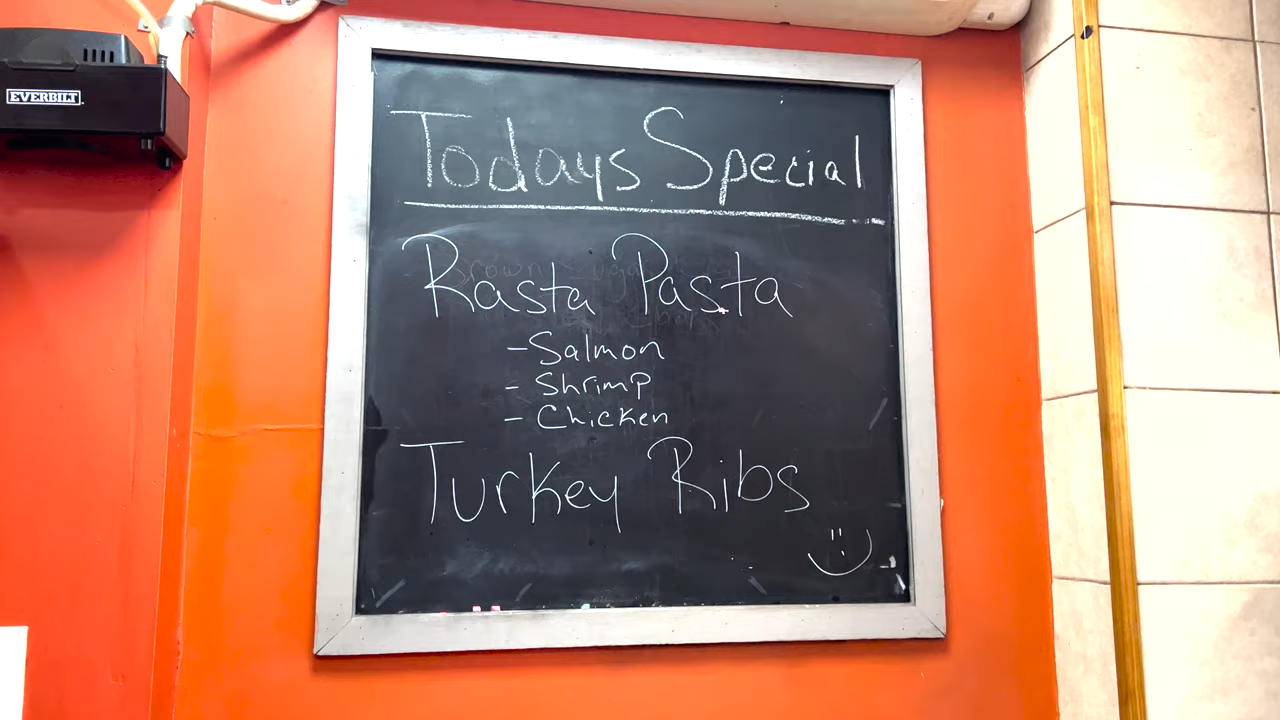 EVERBILT
Todays Special
Rasta Pasta
- Salmon
- Shrimp
- Chicken
Turkey Ribs